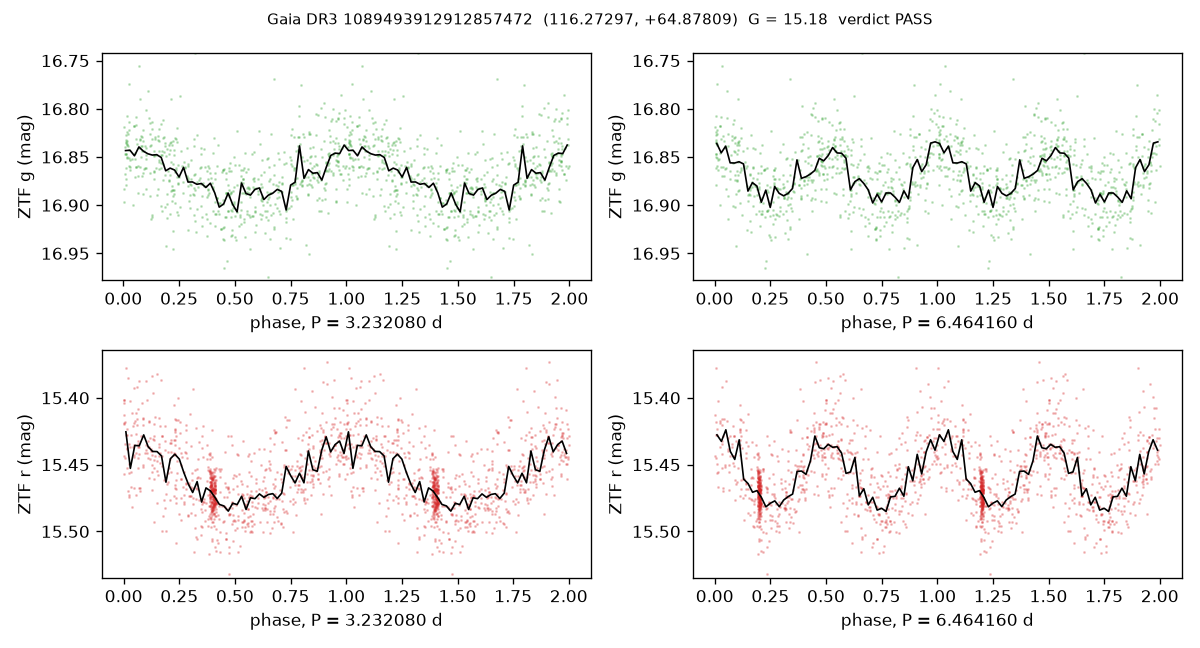 Gaia DR3 1089493912912857472 (116.27297, +64.87809) G = 15.18 verdict PASS
ZTF g (mag)
16.75
16.80
16.85
16.90
16.95
0.00 0.25 0.50 0.75 1.00 1.25 1.50 1.75 2.00
phase, P = 3.232080 d
ZTF g (mag)
16.75
16.80
16.85
16.90
16.95
0.00 0.25 0.50 0.75 1.00 1.25 1.50 1.75 2.00
phase, P = 6.464160 d
ZTF r (mag)
15.40
15.45
15.50
0.00 0.25 0.50 0.75 1.00 1.25 1.50 1.75 2.00
phase, P = 3.232080 d
ZTF r (mag)
15.40
15.45
15.50
0.00 0.25 0.50 0.75 1.00 1.25 1.50 1.75 2.00
phase, P = 6.464160 d